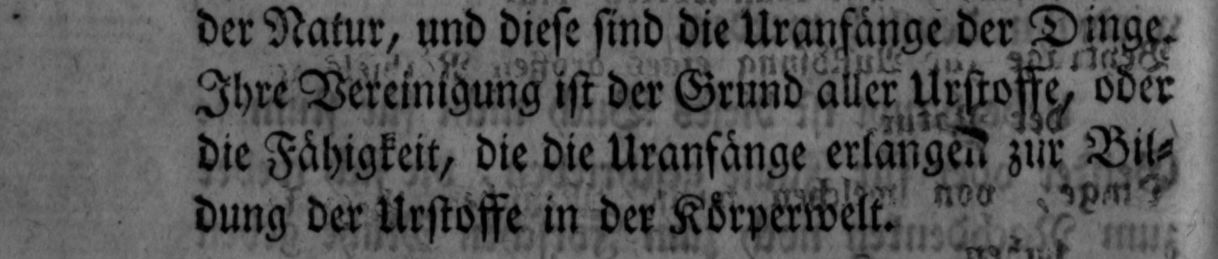 der Natur, und dieſe ſind die Uranfänge der Dinge.
Ihre Vereinigung iſt der Grund aller Urſtoffe, oder
die Fähigkeit, die die Uranfänge erlangen zur Bil⸗
dung der Urſtoffe in der Körperwelt.